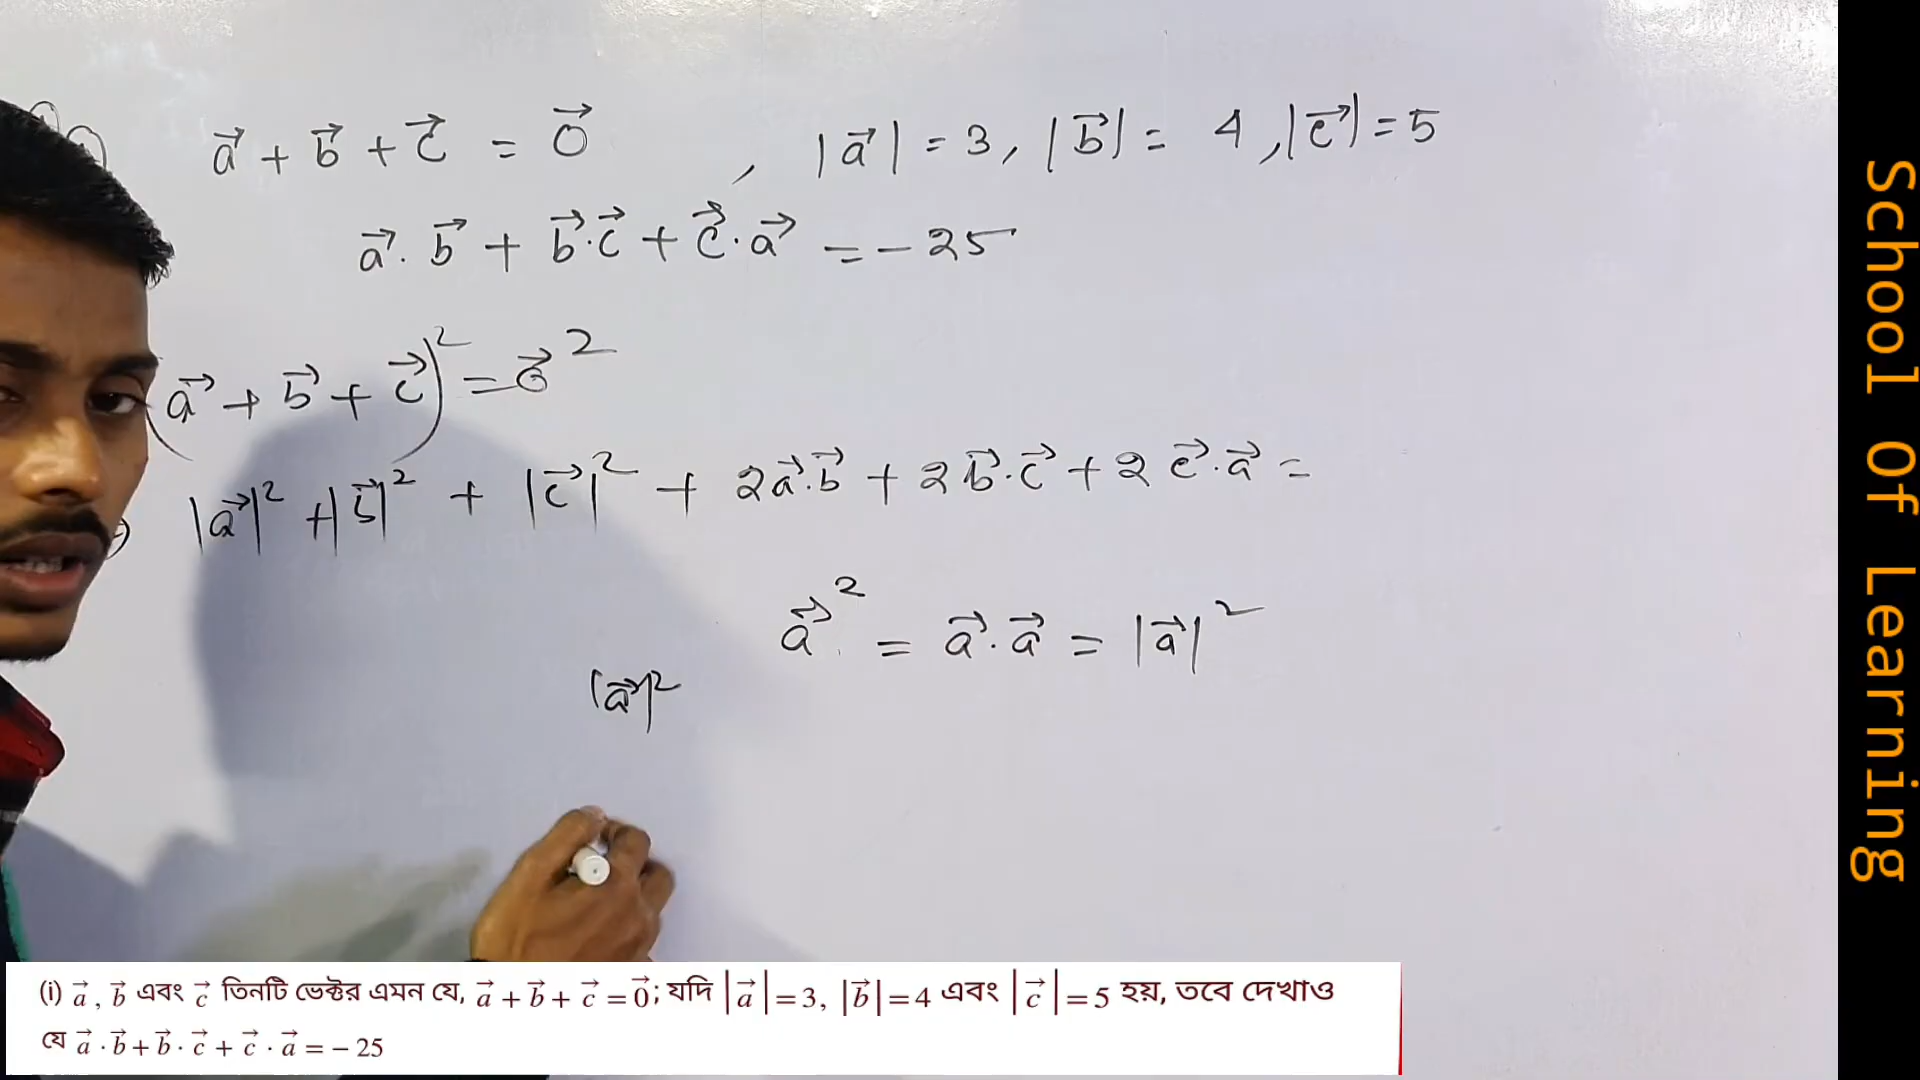 a⃗ + b⃗ + c⃗ = 0⃗ , |a⃗| = 3, |b⃗| = 4, |c⃗| = 5
a⃗ . b⃗ + b⃗ . c⃗ + c⃗ . a⃗ = - 25
(a⃗ + b⃗ + c⃗)² = 0⃗²
|a⃗|² + |b⃗|² + |c⃗|² + 2a⃗.b⃗ + 2b⃗.c⃗ + 2c⃗.a⃗ =
a⃗² = a⃗.a⃗ = |a⃗|²
|a⃗|²
(i) a⃗, b⃗ এবং c⃗ তিনটি ভেক্টর এমন যে, a⃗ + b⃗ + c⃗ = 0⃗; যদি |a⃗| = 3, |b⃗| = 4 এবং |c⃗| = 5 হয়, তবে দেখাও
যে a⃗ · b⃗ + b⃗ · c⃗ + c⃗ · a⃗ = – 25
School Of Learning